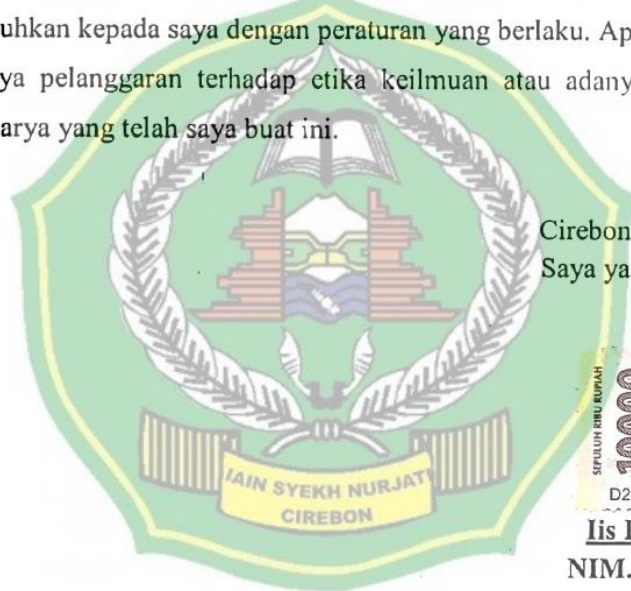 uhkan kepada saya dengan peraturan yang berlaku. Ap
ya pelanggaran terhadap etika keilmuan atau adany
arya yang telah saya buat ini.
Cirebon
Saya ya
SEPULUH RIBU RUPIAH
10000
D2
IAIN SYEKH NURJATI
CIREBON
Iis
NIM.